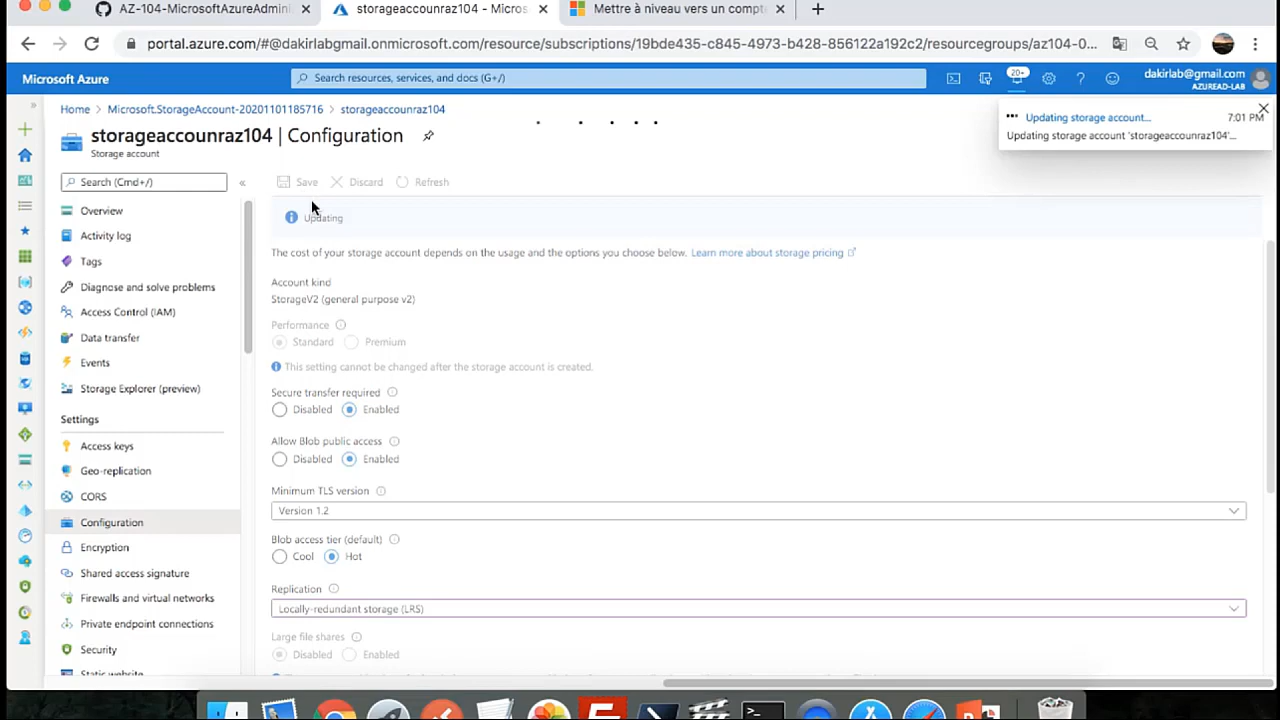 AZ-104-MicrosoftAzureAdmini
storageaccounraz104 - Micros
Mettre à niveau vers un compt
portal.azure.com/#@dakirlabgmail.onmicrosoft.com/resource/subscriptions/19bde435-c845-4973-b428-856122a192c2/resourcegroups/az104-0...
Microsoft Azure
Search resources, services, and docs (G+/)
20+
dakirlab@gmail.com
AZUREAD-LAB
Home > Microsoft.StorageAccount-20201101185716 > storageaccounraz104
Updating storage account...
7:01 PM
Updating storage account 'storageaccounraz104'...
storageaccounraz104 | Configuration
Storage account
Search (Cmd+/)
Save
Discard
Refresh
Overview
Activity log
Tags
Diagnose and solve problems
Access Control (IAM)
Data transfer
Events
Storage Explorer (preview)
Settings
Access keys
Geo-replication
CORS
Configuration
Encryption
Shared access signature
Firewalls and virtual networks
Private endpoint connections
Security
Static website
Updating
The cost of your storage account depends on the usage and the options you choose below. Learn more about storage pricing
Account kind
StorageV2 (general purpose v2)
Performance
Standard Premium
This setting cannot be changed after the storage account is created.
Secure transfer required
Disabled Enabled
Allow Blob public access
Disabled Enabled
Minimum TLS version
Version 1.2
Blob access tier (default)
Cool Hot
Replication
Locally-redundant storage (LRS)
Large file shares
Disabled Enabled